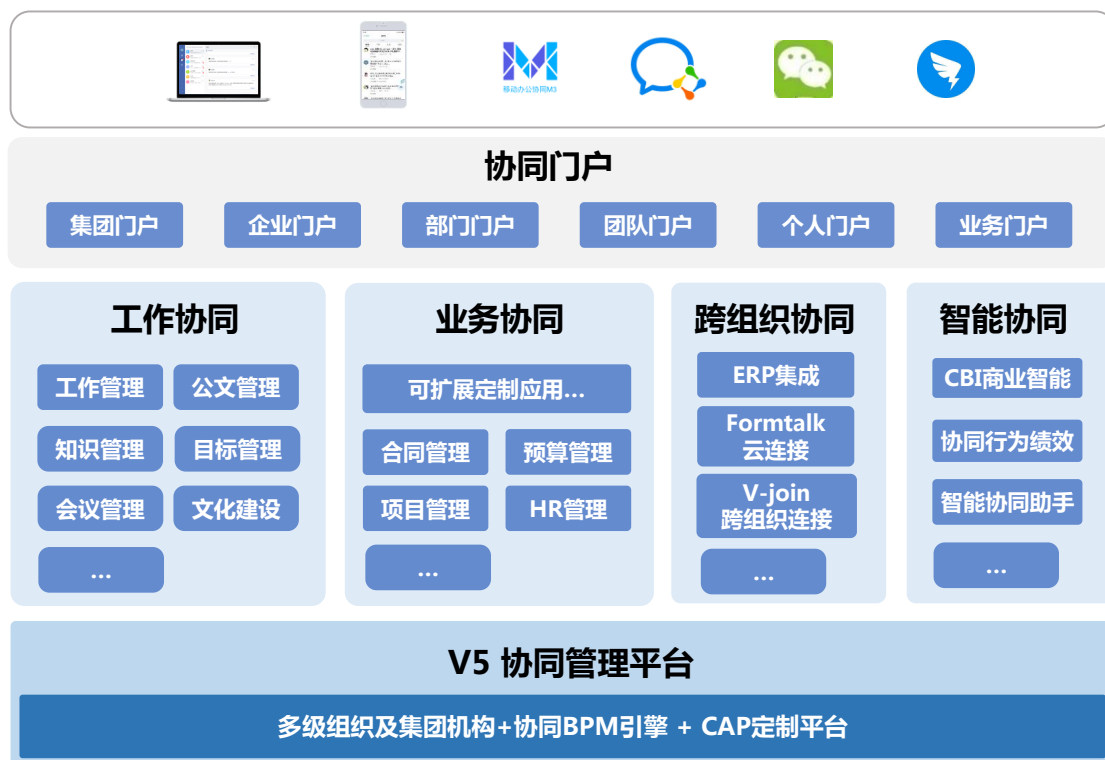 移动办公协同M3
协同门户
集团门户
企业门户
部门门户
团队门户
个人门户
业务门户
工作协同
工作管理
公文管理
知识管理
目标管理
会议管理
文化建设
...
业务协同
可扩展定制应用...
合同管理
预算管理
项目管理
HR管理
...
跨组织协同
ERP集成
Formtalk
云连接
V-join
跨组织连接
...
智能协同
CBI商业智能
协同行为绩效
智能协同助手
...
V5 协同管理平台
多级组织及集团机构+协同BPM引擎 + CAP定制平台